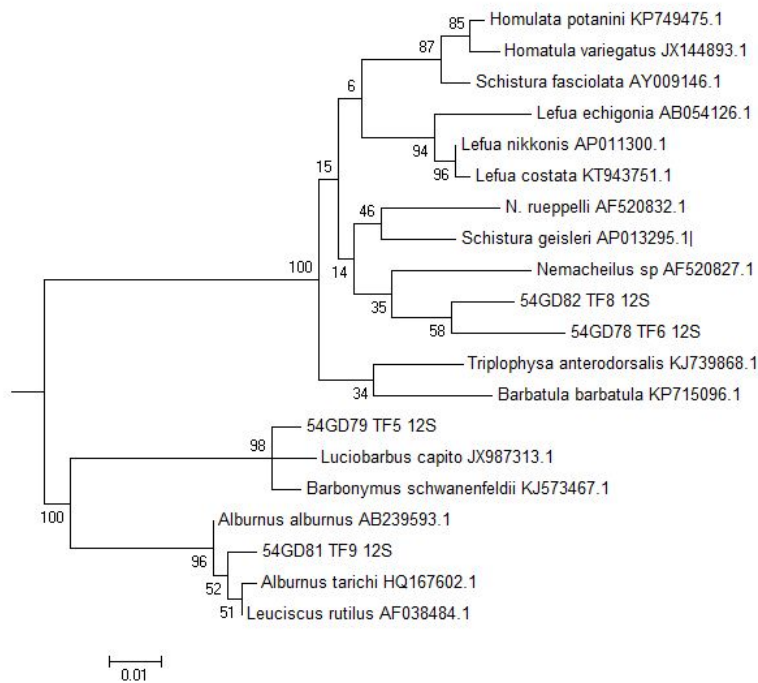 Homulata potanini KP749475.1
85
Homatula variegatus JX144893.1
87
Schistura fasciolata AY009146.1
6
Lefua echigonia AB054126.1
94
Lefua nikkonis AP011300.1
96
Lefua costata KT943751.1
15
N. rueppelli AF520832.1
46
Schistura geisleri AP013295.1|
14
Nemacheilus sp AF520827.1
35
54GD82 TF8 12S
58
54GD78 TF6 12S
100
Triplophysa anterodorsalis KJ739868.1
34
Barbatula barbatula KP715096.1
54GD79 TF5 12S
98
Luciobarbus capito JX987313.1
Barbonymus schwanenfeldii KJ573467.1
100
Alburnus alburnus AB239593.1
96
54GD81 TF9 12S
52
Alburnus tarichi HQ167602.1
51
Leuciscus rutilus AF038484.1
0.01